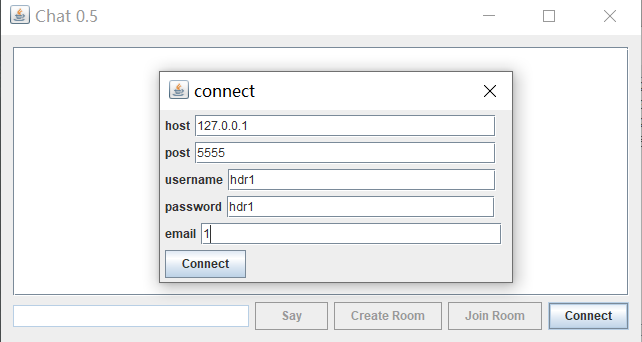 Chat 0.5
connect
host 127.0.0.1
post 5555
username hdr1
password hdr1
email 1
Connect
Say Create Room Join Room Connect